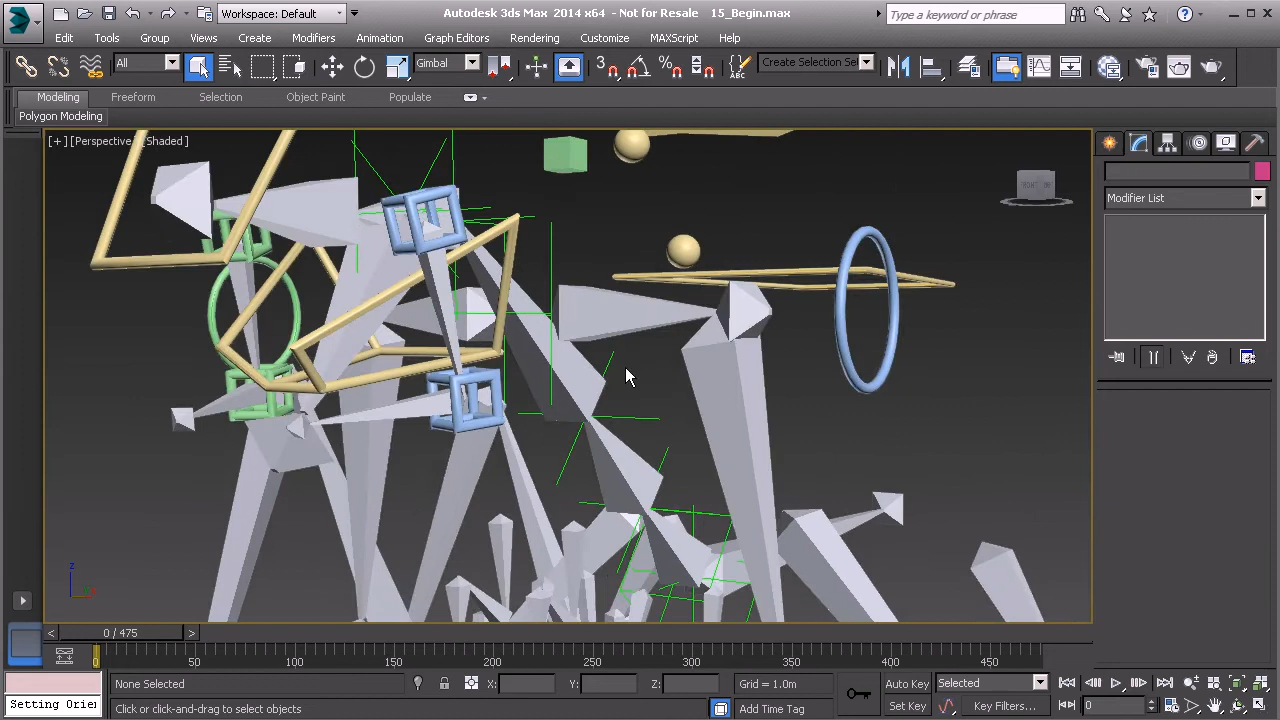 Workspace: Default
Autodesk 3ds Max 2014 x64 - Not for Resale 15_Begin.max
Type a keyword or phrase
Edit Tools Group Views Create Modifiers Animation Graph Editors Rendering Customize MAXScript Help
All
Gimbal
3
Create Selection Se
Modeling Freeform Selection Object Paint Populate
Polygon Modeling
[+] [Perspective] [Shaded]
Modifier List
z
0 / 475
0 50 100 150 200 250 300 350 400 450
None Selected
X: Y: Z:
Grid = 1.0m
Auto Key
Selected
Setting Orie
Click or click-and-drag to select objects
Add Time Tag
Set Key
Key Filters...
0